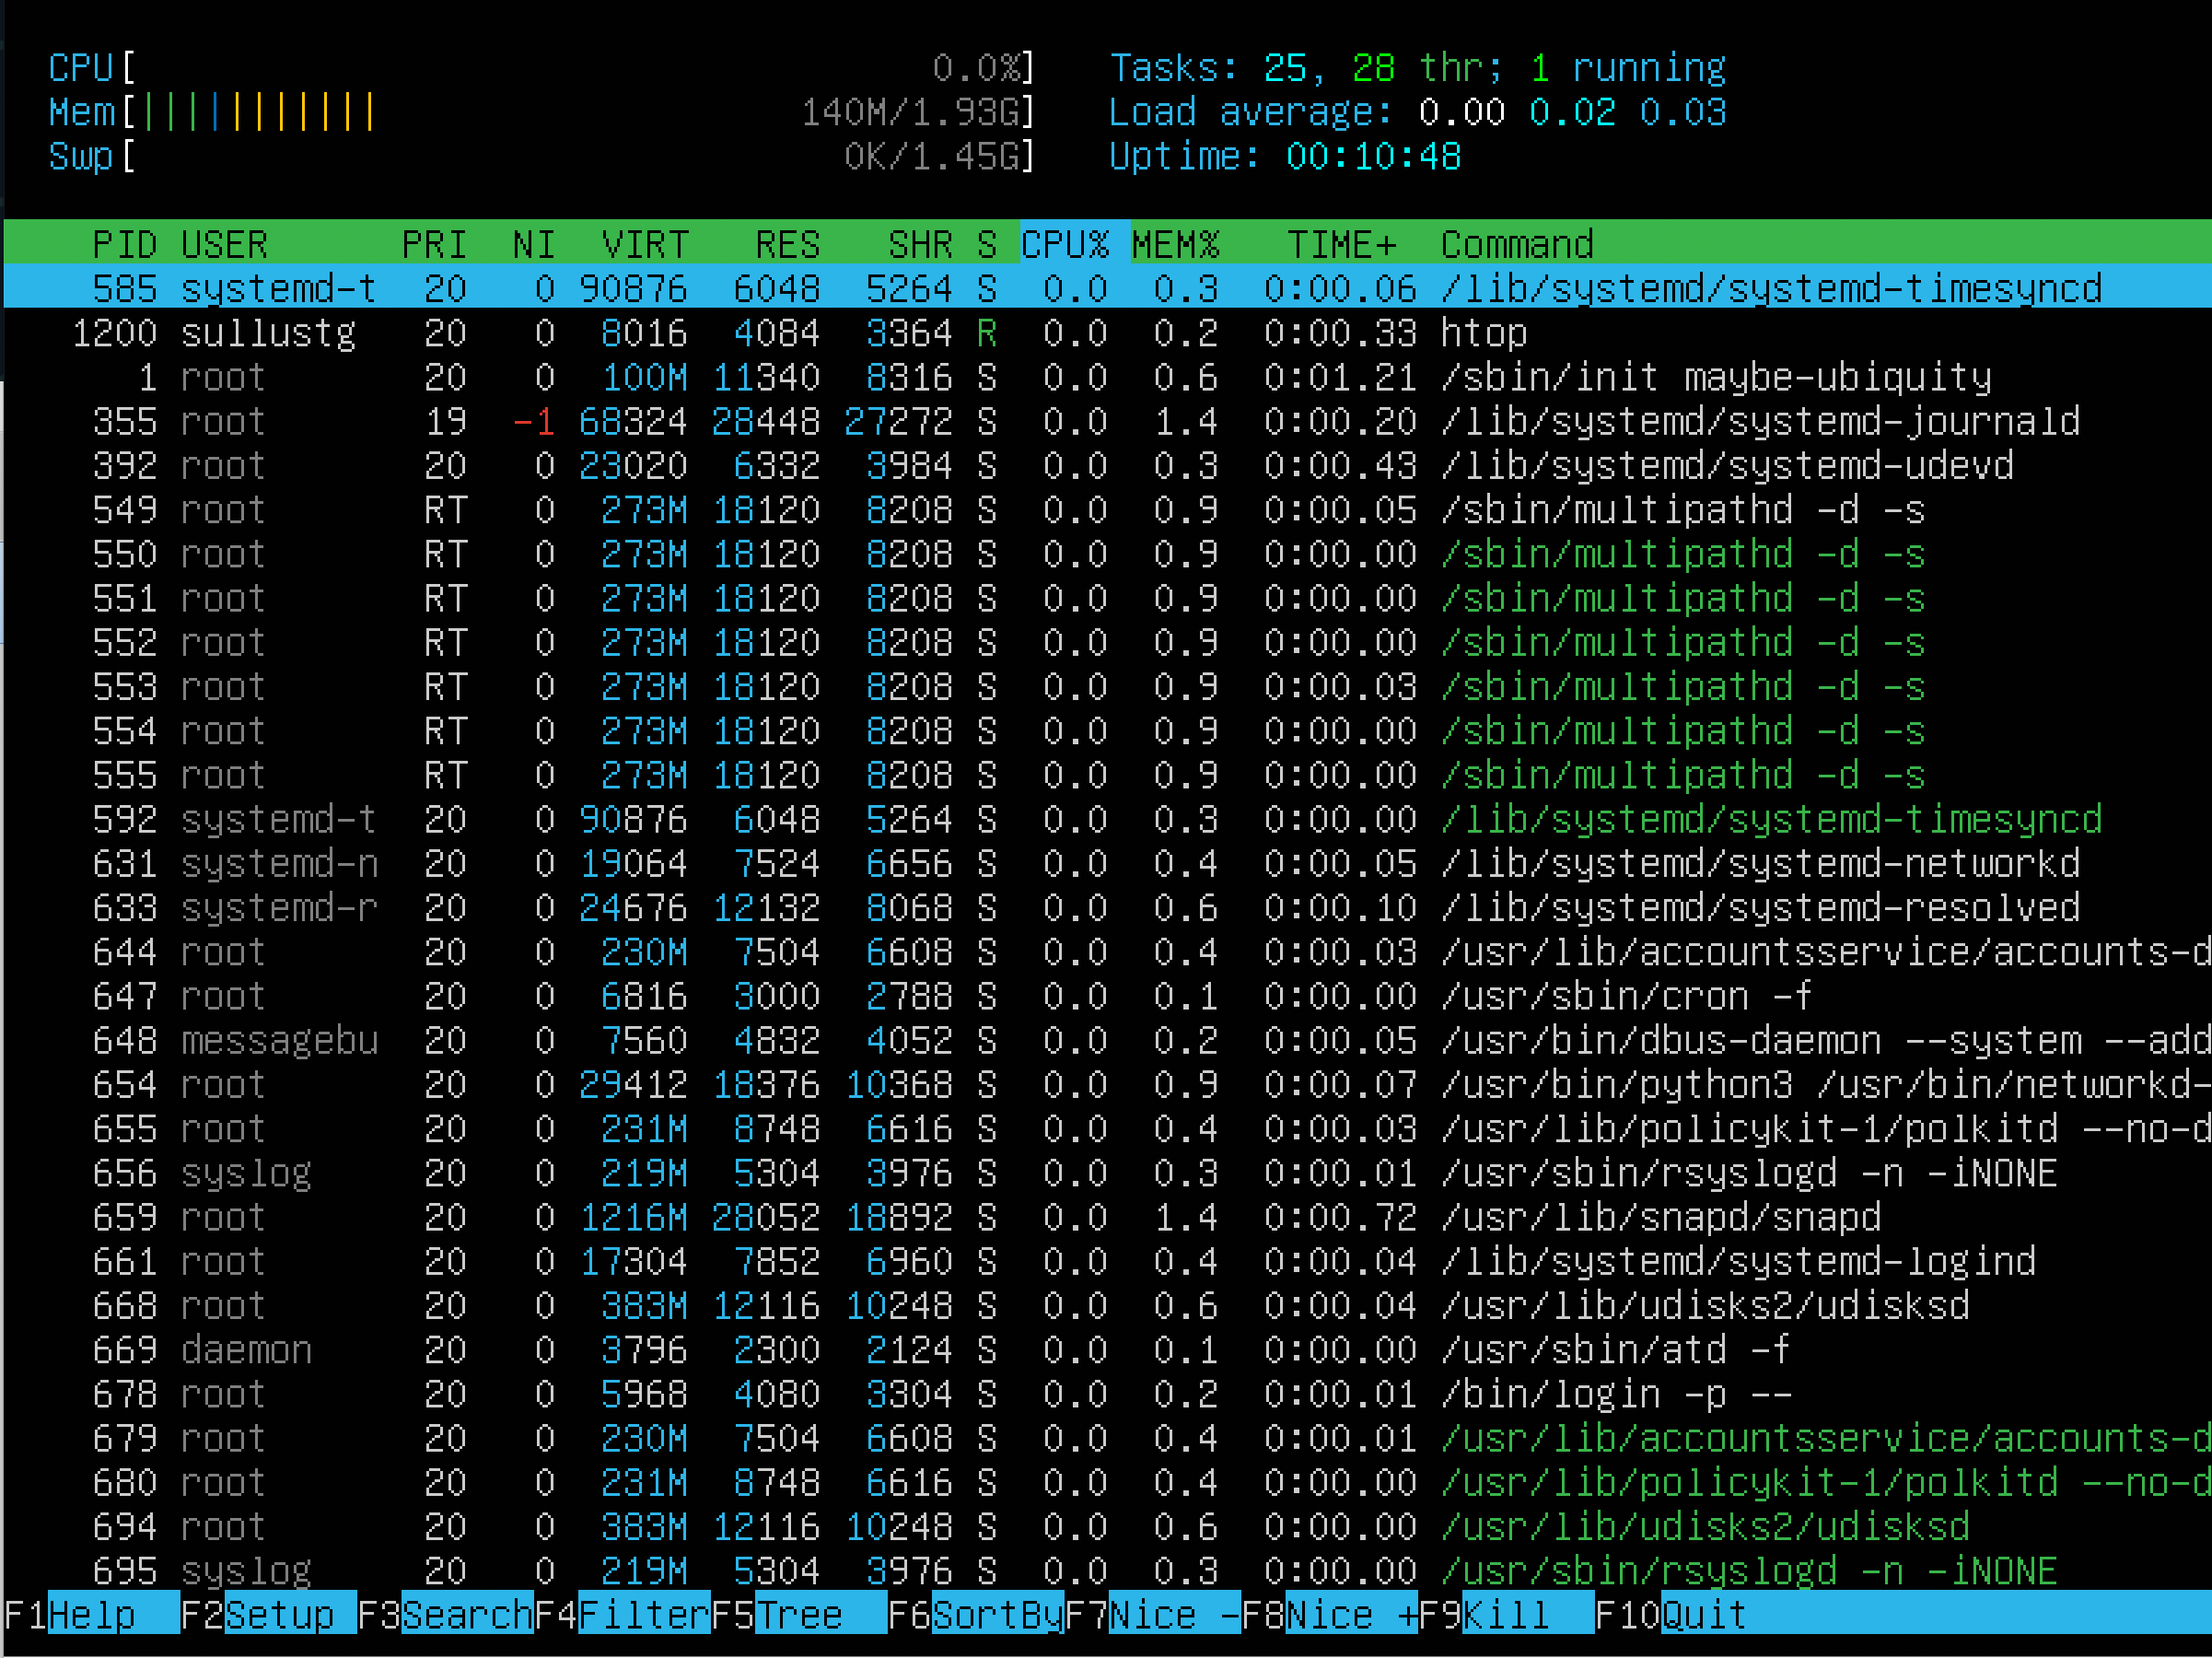 CPU[ 0.0%] Tasks: 25, 28 thr; 1 running
Mem[||||||||||| 140M/1.93G] Load average: 0.00 0.02 0.03
Swp[ 0K/1.45G] Uptime: 00:10:48
PID USER PRI NI VIRT RES SHR S CPU% MEM% TIME+ Command
585 systemd-t 20 0 90876 6048 5264 S 0.0 0.3 0:00.06 /lib/systemd/systemd-timesyncd
1200 sullustg 20 0 8016 4084 3364 R 0.0 0.2 0:00.33 htop
1 root 20 0 100M 11340 8316 S 0.0 0.6 0:01.21 /sbin/init maybe-ubiquity
355 root 19 -1 68324 28448 27272 S 0.0 1.4 0:00.20 /lib/systemd/systemd-journald
392 root 20 0 23020 6332 3984 S 0.0 0.3 0:00.43 /lib/systemd/systemd-udevd
549 root RT 0 273M 18120 8208 S 0.0 0.9 0:00.05 /sbin/multipathd -d -s
550 root RT 0 273M 18120 8208 S 0.0 0.9 0:00.00 /sbin/multipathd -d -s
551 root RT 0 273M 18120 8208 S 0.0 0.9 0:00.00 /sbin/multipathd -d -s
552 root RT 0 273M 18120 8208 S 0.0 0.9 0:00.00 /sbin/multipathd -d -s
553 root RT 0 273M 18120 8208 S 0.0 0.9 0:00.03 /sbin/multipathd -d -s
554 root RT 0 273M 18120 8208 S 0.0 0.9 0:00.00 /sbin/multipathd -d -s
555 root RT 0 273M 18120 8208 S 0.0 0.9 0:00.00 /sbin/multipathd -d -s
592 systemd-t 20 0 90876 6048 5264 S 0.0 0.3 0:00.00 /lib/systemd/systemd-timesyncd
631 systemd-n 20 0 19064 7524 6656 S 0.0 0.4 0:00.05 /lib/systemd/systemd-networkd
633 systemd-r 20 0 24676 12132 8068 S 0.0 0.6 0:00.10 /lib/systemd/systemd-resolved
644 root 20 0 230M 7504 6608 S 0.0 0.4 0:00.03 /usr/lib/accountsservice/accounts-d
647 root 20 0 6816 3000 2788 S 0.0 0.1 0:00.00 /usr/sbin/cron -f
648 messagebu 20 0 7560 4832 4052 S 0.0 0.2 0:00.05 /usr/bin/dbus-daemon --system --add
654 root 20 0 29412 18376 10368 S 0.0 0.9 0:00.07 /usr/bin/python3 /usr/bin/networkd-
655 root 20 0 231M 8748 6616 S 0.0 0.4 0:00.03 /usr/lib/policykit-1/polkitd --no-d
656 syslog 20 0 219M 5304 3976 S 0.0 0.3 0:00.01 /usr/sbin/rsyslogd -n -iNONE
659 root 20 0 1216M 28052 18892 S 0.0 1.4 0:00.72 /usr/lib/snapd/snapd
661 root 20 0 17304 7852 6960 S 0.0 0.4 0:00.04 /lib/systemd/systemd-logind
668 root 20 0 383M 12116 10248 S 0.0 0.6 0:00.04 /usr/lib/udisks2/udisksd
669 daemon 20 0 3796 2300 2124 S 0.0 0.1 0:00.00 /usr/sbin/atd -f
678 root 20 0 5968 4080 3304 S 0.0 0.2 0:00.01 /bin/login -p --
679 root 20 0 230M 7504 6608 S 0.0 0.4 0:00.01 /usr/lib/accountsservice/accounts-d
680 root 20 0 231M 8748 6616 S 0.0 0.4 0:00.00 /usr/lib/policykit-1/polkitd --no-d
694 root 20 0 383M 12116 10248 S 0.0 0.6 0:00.00 /usr/lib/udisks2/udisksd
695 syslog 20 0 219M 5304 3976 S 0.0 0.3 0:00.00 /usr/sbin/rsyslogd -n -iNONE
F1Help F2Setup F3SearchF4FilterF5Tree F6SortByF7Nice -F8Nice +F9Kill F10Quit